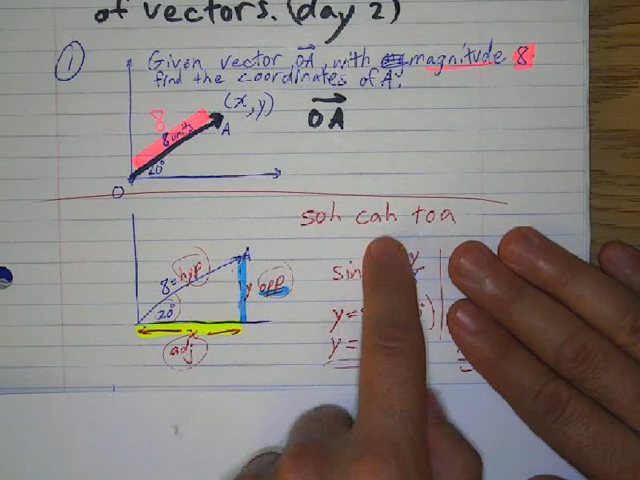 of vectors. (day 2)
① Given vector, OA, with magnitude 8
find the coordinates of A.
(x, y)
8
8 units
A
OA
20°
O
soh cah toa
A
8 = hyp
y opp
sin
y
20°
y =
)
x
y =
adj